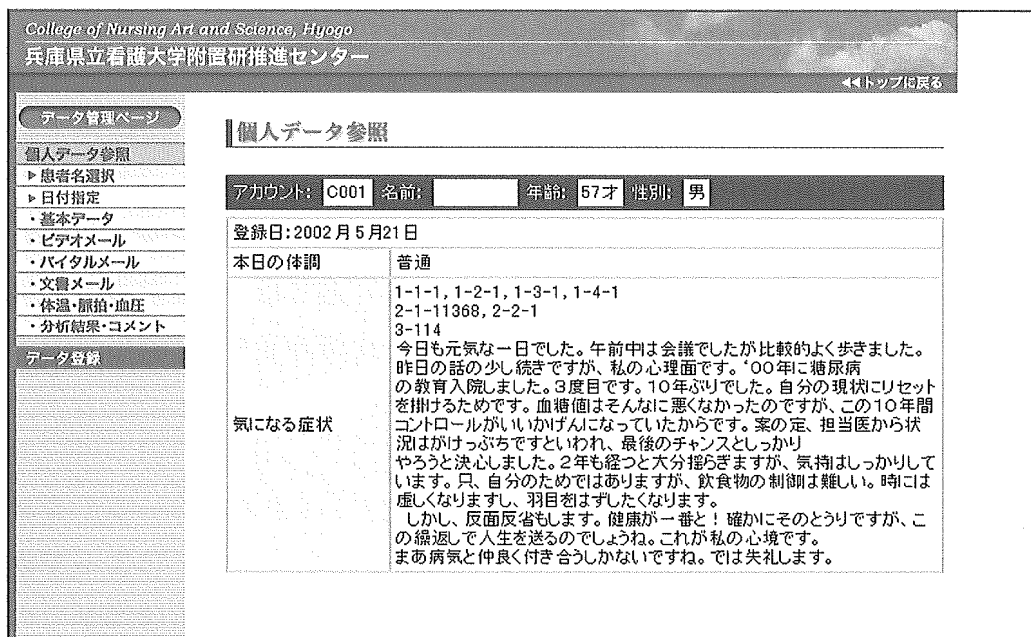 College of Nursing Art and Science, Hyogo
兵庫県立看護大学附置研推進センター
◀◀トップに戻る
データ管理ページ
個人データ参照
▶患者名選択
▶日付指定
・基本データ
・ビデオメール
・バイタルメール
・文書メール
・体温・脈拍・血圧
・分析結果・コメント
データ登録
個人データ参照
アカウント: C001 名前: 年齢: 57才 性別: 男
登録日:2002月5月21日
本日の体調 普通
気になる症状
1-1-1, 1-2-1, 1-3-1, 1-4-1
2-1-11368, 2-2-1
3-114
今日も元気な一日でした。午前中は会議でしたが比較的よく歩きました。
昨日の話の少し続きですが、私の心理面です。‘00年に糖尿病
の教育入院しました。3度目です。10年ぶりでした。自分の現状にリセット
を掛けるためです。血糖値はそんなに悪くなかったのですが、この10年間
コントロールがいいかげんになっていたからです。案の定、担当医から状
況はがけっぷちですといわれ、最後のチャンスとしっかり
やろうと決心しました。2年も経つと大分揺らぎますが、気持はしっかりして
います。只、自分のためではありますが、飲食物の制御は難しい。時には
虚しくなりますし、羽目をはずしたくなります。
しかし、反面反省もします。健康が一番と！確かにそのとうりですが、こ
の繰返しで人生を送るのでしょうね。これが私の心境です。
まあ病気と仲良く付き合うしかないですね。では失礼します。